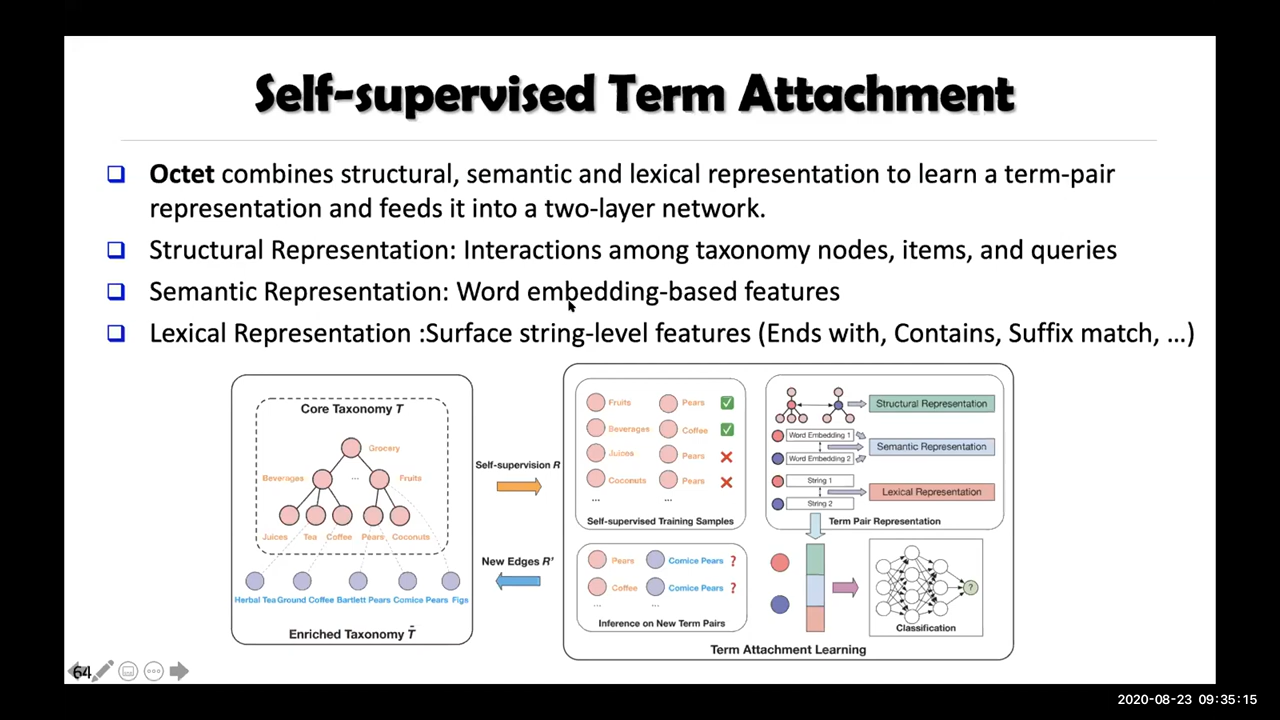 Self-supervised Term Attachment
Octet combines structural, semantic and lexical representation to learn a term-pair
representation and feeds it into a two-layer network.
Structural Representation: Interactions among taxonomy nodes, items, and queries
Semantic Representation: Word embedding-based features
Lexical Representation :Surface string-level features (Ends with, Contains, Suffix match, ...)
Core Taxonomy T
Grocery
Beverages
...
Fruits
Juices
Tea
Coffee
Pears
Coconuts
Herbal Tea
Ground Coffee
Bartlett Pears
Comice Pears
Figs
Enriched Taxonomy T̃
Self-supervision R
New Edges R'
Fruits
Pears
Beverages
Coffee
Juices
Pears
Coconuts
Pears
...
...
Self-supervised Training Samples
Structural Representation
Word Embedding 1
Semantic Representation
Word Embedding 2
String 1
Lexical Representation
String 2
Term Pair Representation
Pears
Comice Pears
?
Coffee
Comice Pears
?
...
...
Inference on New Term Pairs
?
Classification
Term Attachment Learning
64
2020-08-23 09:35:15